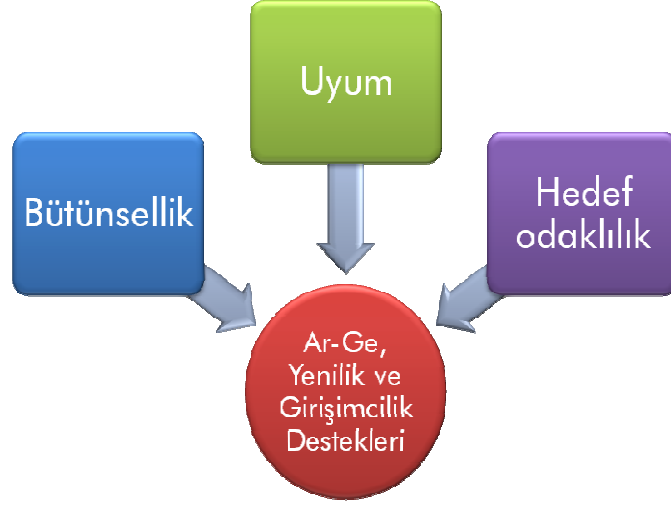 Uyum
Bütünsellik
Hedef
odaklılık
Ar-Ge,
Yenilik ve
Girişimcilik
Destekleri